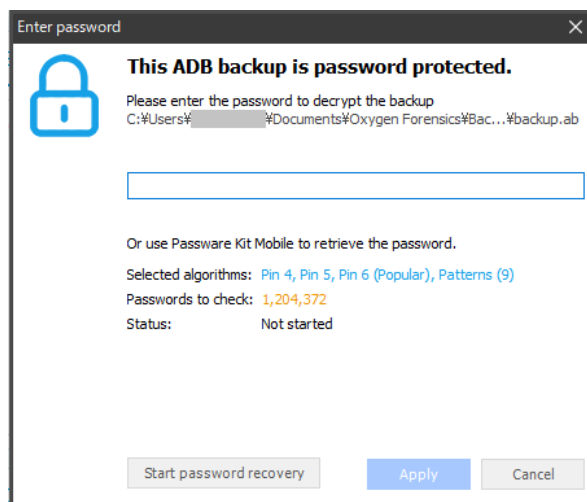 Enter password
This ADB backup is password protected.
Please enter the password to decrypt the backup
C:¥Users¥ ¥Documents¥Oxygen Forensics¥Bac...¥backup.ab
Or use Passware Kit Mobile to retrieve the password.
Selected algorithms: Pin 4, Pin 5, Pin 6 (Popular), Patterns (9)
Passwords to check: 1,204,372
Status: Not started
Start password recovery Apply Cancel